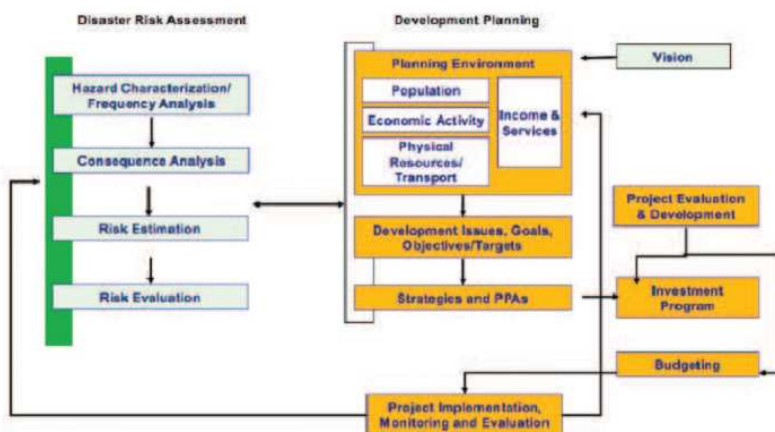 Disaster Risk Assessment
Development Planning
Hazard Characterization/
Frequency Analysis
Consequence Analysis
Risk Estimation
Risk Evaluation
Planning Environment
Population
Economic Activity
Physical
Resources/
Transport
Income &
Services
Development Issues, Goals,
Objectives/Targets
Strategies and PPAs
Vision
Project Evaluation
& Development
Investment
Program
Budgeting
Project Implementation,
Monitoring and Evaluation